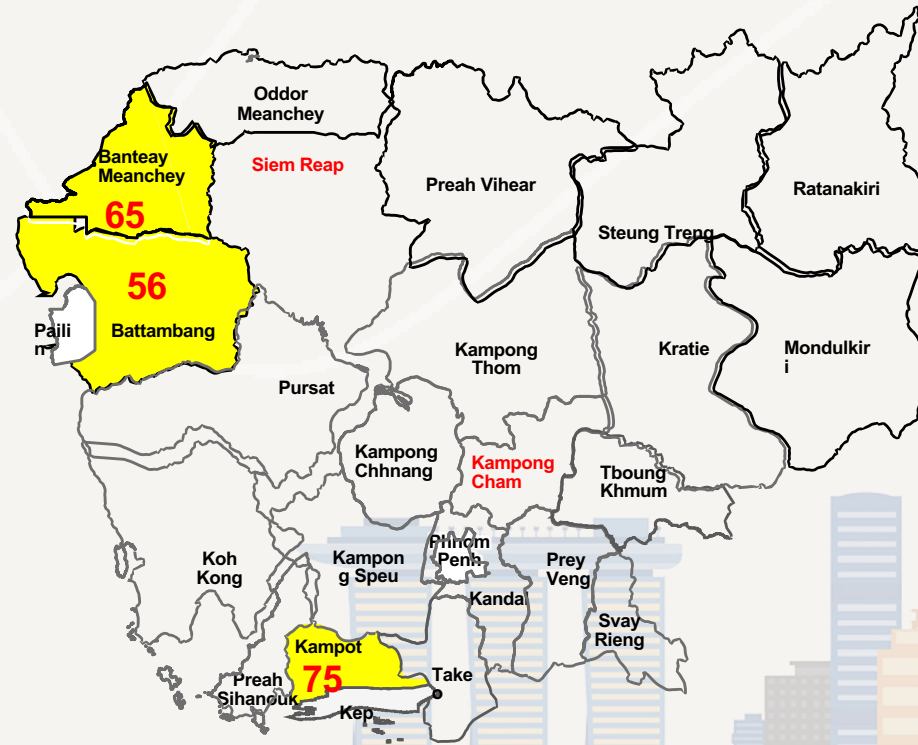 Oddor
Meanchey
Banteay
Meanchey
65
Siem Reap
Preah Vihear
Ratanakiri
Steung Treng
56
Battambang
Paili
n
Pursat
Kampong
Thom
Kratie
Mondulkir
i
Kampong
Chhnang
Kampong
Cham
Tboung
Khmum
Koh
Kong
Kampon
g Speu
Phnom
Penh
Prey
Veng
Kandal
Svay
Rieng
Kampot
75
Preah
Sihanouk
Take
Kep